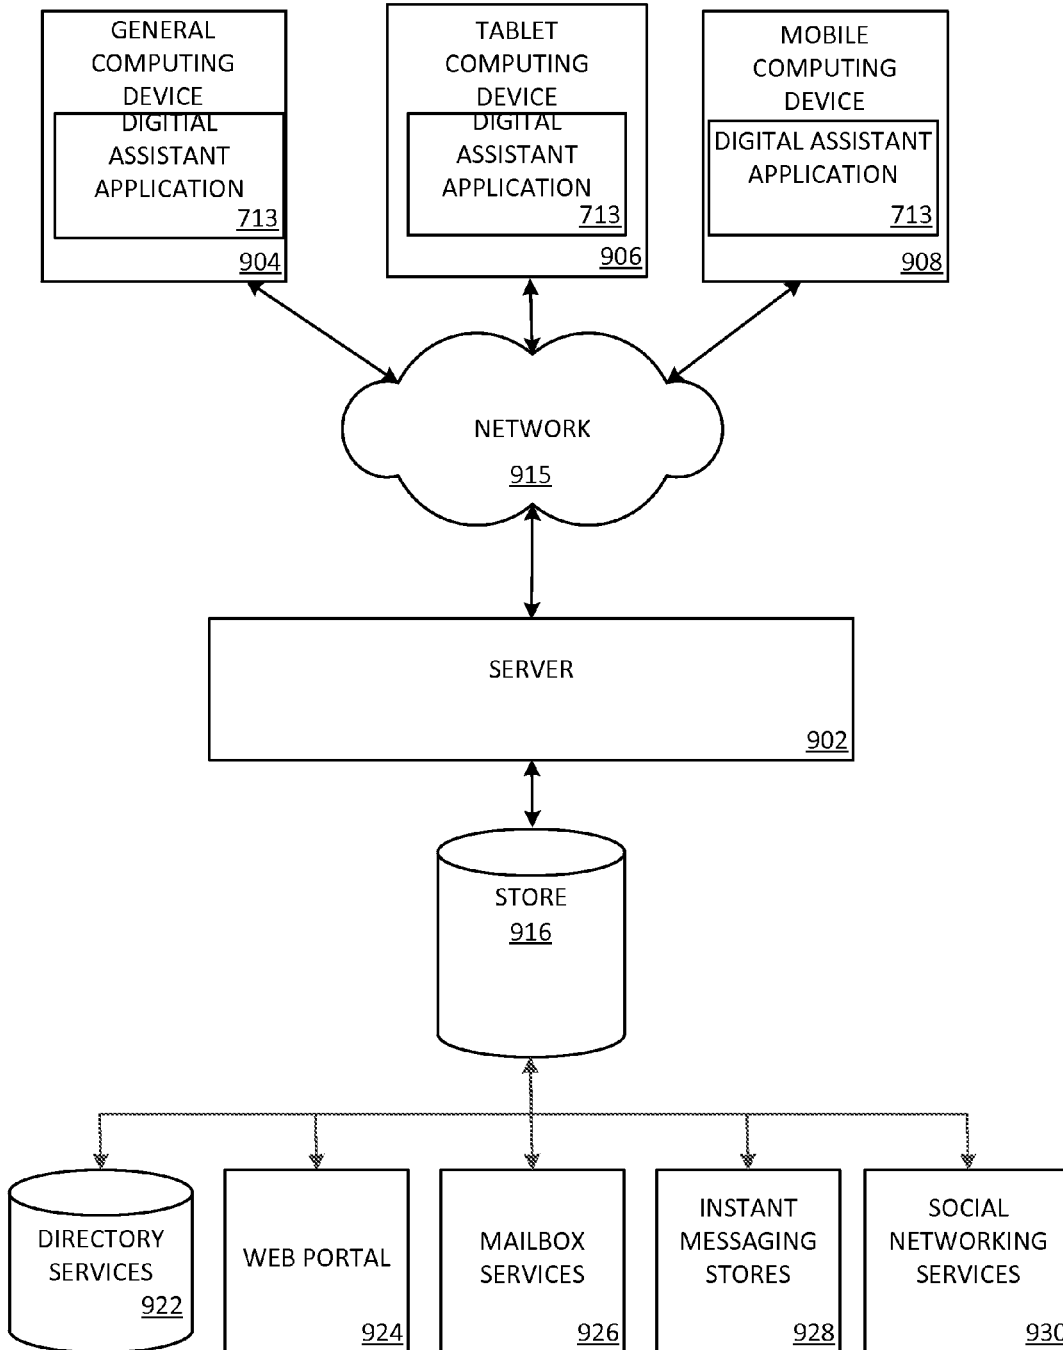 GENERAL
COMPUTING
DEVICE
DIGITIAL
ASSISTANT
APPLICATION
713
904
TABLET
COMPUTING
DEVICE
DIGITAL
ASSISTANT
APPLICATION
713
906
MOBILE
COMPUTING
DEVICE
DIGITAL ASSISTANT
APPLICATION
713
908
NETWORK
915
SERVER
902
STORE
916
DIRECTORY
SERVICES
922
WEB PORTAL
924
MAILBOX
SERVICES
926
INSTANT
MESSAGING
STORES
928
SOCIAL
NETWORKING
SERVICES
930